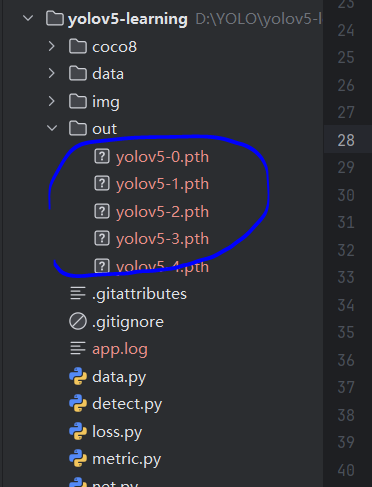 yolov5-learning D:\YOLO\yolov5-l
coco8
data
img
out
yolov5-0.pth
yolov5-1.pth
yolov5-2.pth
yolov5-3.pth
yolov5-4.pth
.gitattributes
.gitignore
app.log
data.py
detect.py
loss.py
metric.py
net.py
23
24
25
26
27
28
29
30
31
32
33
34
35
36
37
38
39
40